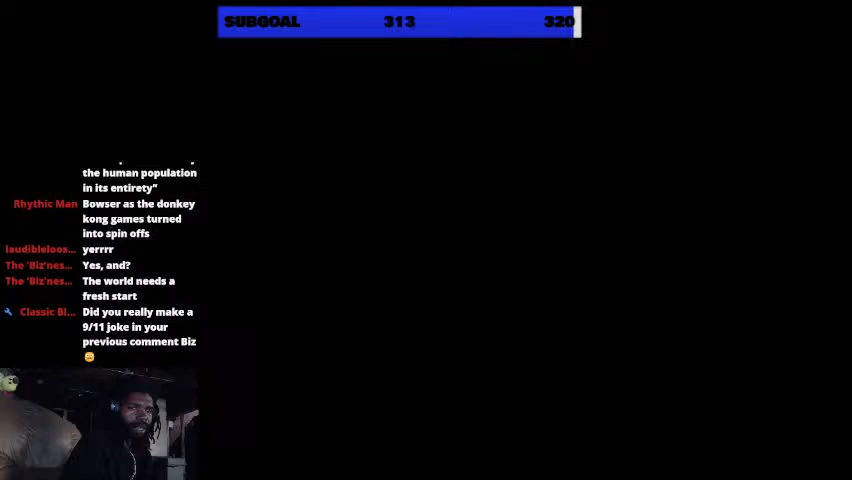 SUBGOAL 313 320
the human population
in its entirety"
Rhythic Man Bowser as the donkey
kong games turned
into spin offs
laudibleloos... yerrrr
The 'Biz'nes... Yes, and?
The 'Biz'nes... The world needs a
fresh start
Classic Bl... Did you really make a
9/11 joke in your
previous comment Biz
😩